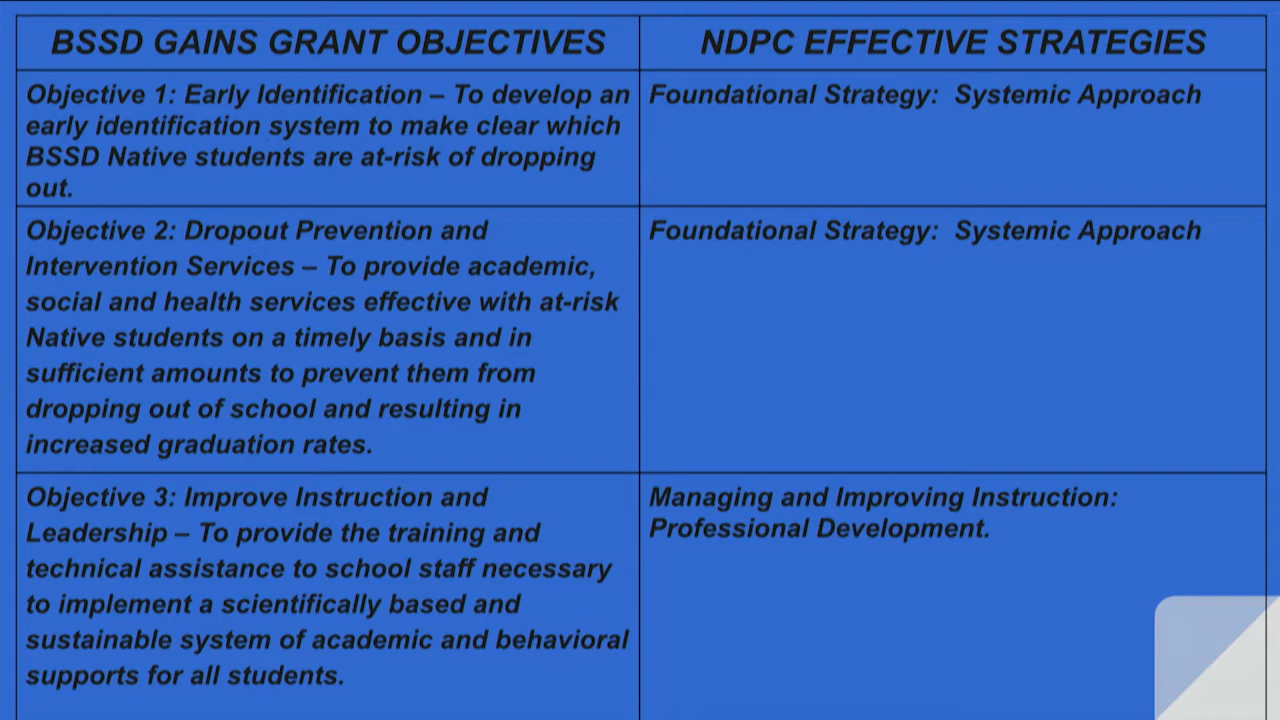 BSSD GAINS GRANT OBJECTIVES
NDPC EFFECTIVE STRATEGIES
Objective 1: Early Identification – To develop an
early identification system to make clear which
BSSD Native students are at-risk of dropping
out.
Foundational Strategy: Systemic Approach
Objective 2: Dropout Prevention and
Intervention Services – To provide academic,
social and health services effective with at-risk
Native students on a timely basis and in
sufficient amounts to prevent them from
dropping out of school and resulting in
increased graduation rates.
Foundational Strategy: Systemic Approach
Objective 3: Improve Instruction and
Leadership – To provide the training and
technical assistance to school staff necessary
to implement a scientifically based and
sustainable system of academic and behavioral
supports for all students.
Managing and Improving Instruction:
Professional Development.